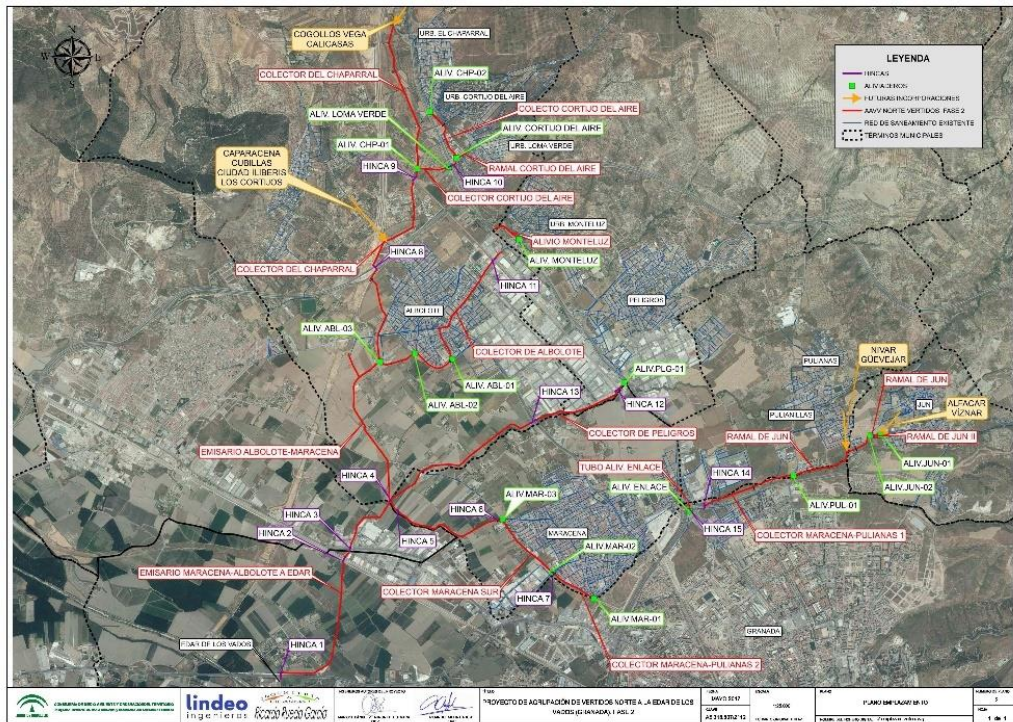 COGOLLOS VEGA
CALICASAS
URB. EL CHAPARRAL
COLECTOR DEL CHAPARRAL
ALIV. CHP-02
URB. CORTIJO DEL AIRE
ALIV. LOMA VERDE
COLECTO CORTIJO DEL AIRE
ALIV. CORTIJO DEL AIRE
ALIV. CHP-01
URB. LOMA VERDE
CAPARACENA
CUBILLAS
CIUDAD ILIBERIS
LOS CORTIJOS
HINCA 9
RAMAL CORTIJO DEL AIRE
HINCA 10
COLECTOR CORTIJO DEL AIRE
URB. MONTELUZ
ALIVIO MONTELUZ
HINCA 8
ALIV. MONTELUZ
COLECTOR DEL CHAPARRAL
HINCA 11
PELIGROS
ALBOLOTE
ALIV. ABL-03
COLECTOR DE ALBOLOTE
NIVAR
GÜEVEJAR
PULIANAS
ALIV.PLG-01
RAMAL DE JUN
ALIV. ABL-01
HINCA 13
HINCA 12
ALIV. ABL-02
JUN
ALFACAR
VÍZNAR
PULIANILLAS
COLECTOR DE PELIGROS
RAMAL DE JUN
RAMAL DE JUN II
EMISARIO ALBOLOTE-MARACENA
ALIV.JUN-01
TUBO ALIV. ENLACE
HINCA 14
HINCA 4
ALIV. ENLACE
ALIV.JUN-02
ALIV.MAR-03
ALIV.PUL-01
HINCA 6
HINCA 3
HINCA 15
HINCA 2
MARACENA
COLECTOR MARACENA-PULIANAS 1
HINCA 5
ALIV.MAR-02
EMISARIO MARACENA-ALBOLOTE A EDAR
COLECTOR MARACENA SUR
HINCA 7
ALIV.MAR-01
GRANADA
EDAR DE LOS VADOS
HINCA 1
COLECTOR MARACENA-PULIANAS 2
LEYENDA
HINCAS
ALIVIADEROS
FUTURAS INCORPORACIONES
AAVV NORTE VERTIDOS. FASE 2
RED DE SANEAMIENTO EXISTENTE
TÉRMINOS MUNICIPALES
lindeo
ingenieros
Ricardo Rueda García
PROYECTO DE AGRUPACIÓN DE VERTIDOS NORTE A LA EDAR DE LOS
VADOS (GRANADA). FASE 2
MAYO 2017
PLANO EMPLAZAMIENTO
1 de 1